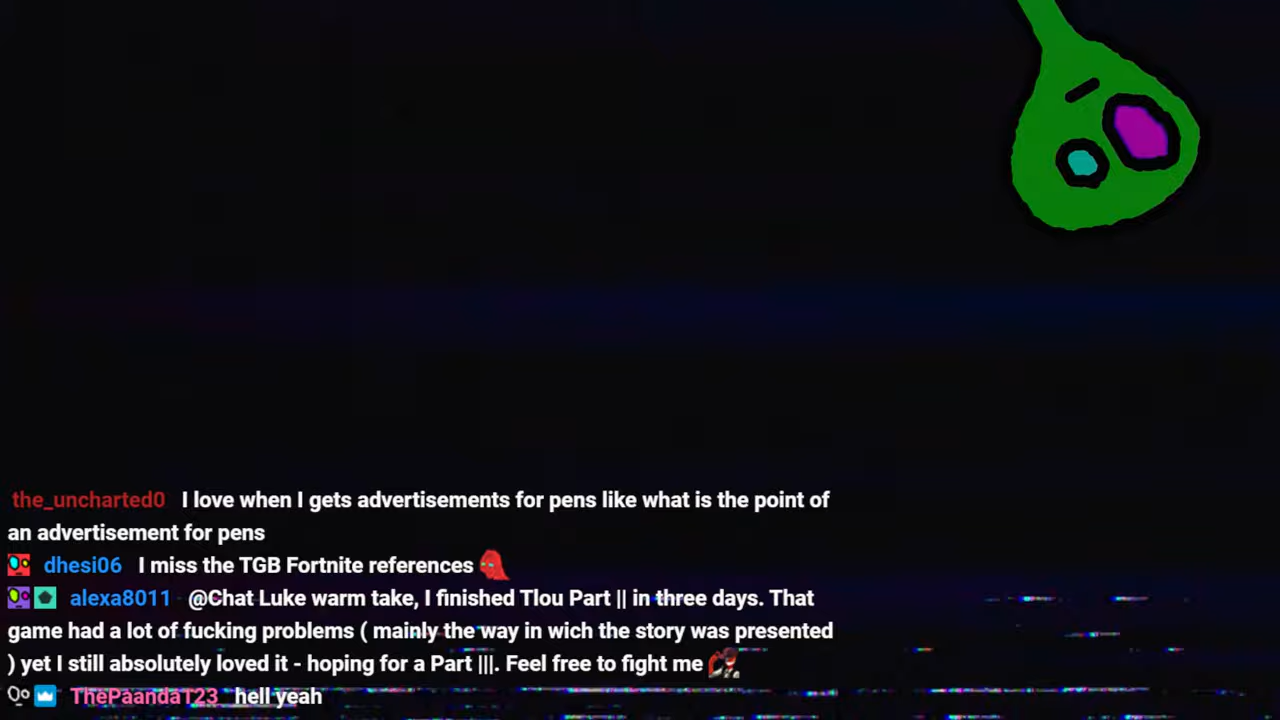 the_uncharted0 I love when I gets advertisements for pens like what is the point of
an advertisement for pens
dhesi06 I miss the TGB Fortnite references
alexa8011 @Chat Luke warm take, I finished Tlou Part || in three days. That
game had a lot of fucking problems ( mainly the way in wich the story was presented
) yet I still absolutely loved it - hoping for a Part |||. Feel free to fight me
ThePaandaT23 hell yeah